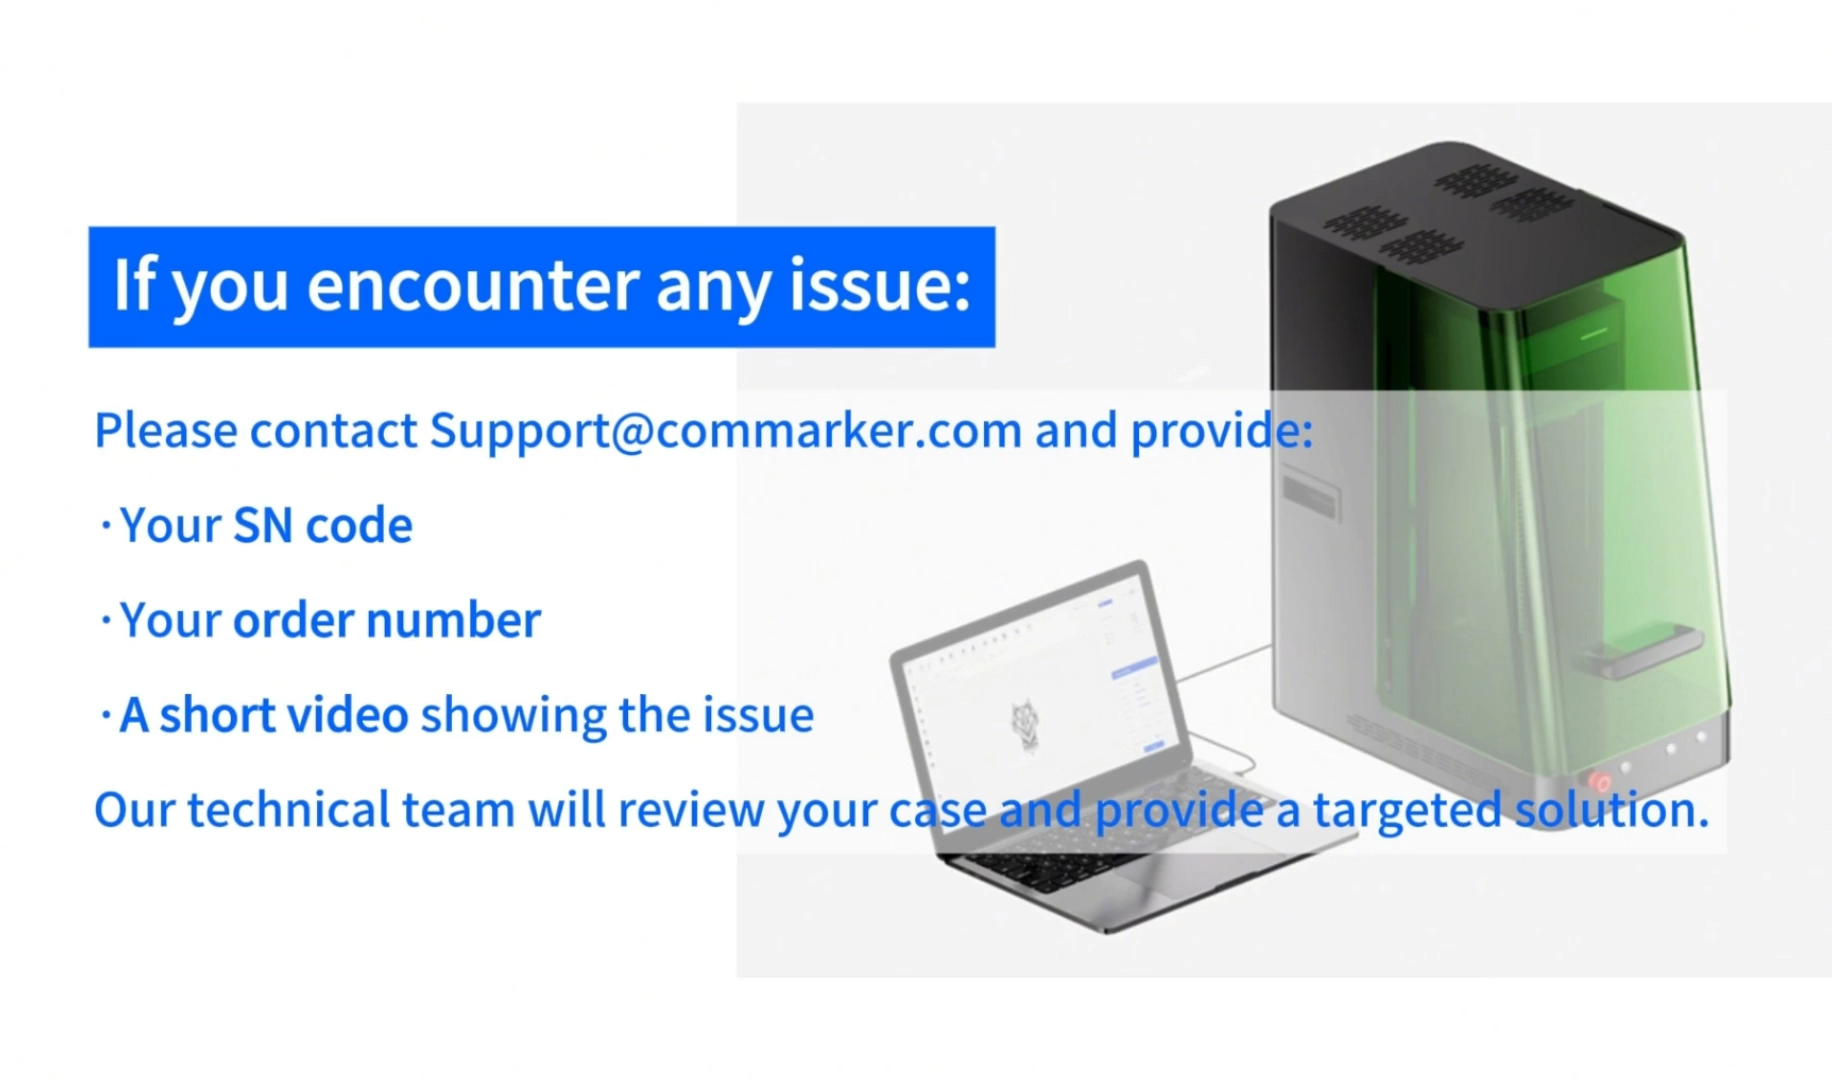 If you encounter any issue:
Please contact Support@commarker.com and provide:
·Your SN code
·Your order number
·A short video showing the issue
Our technical team will review your case and provide a targeted solution.